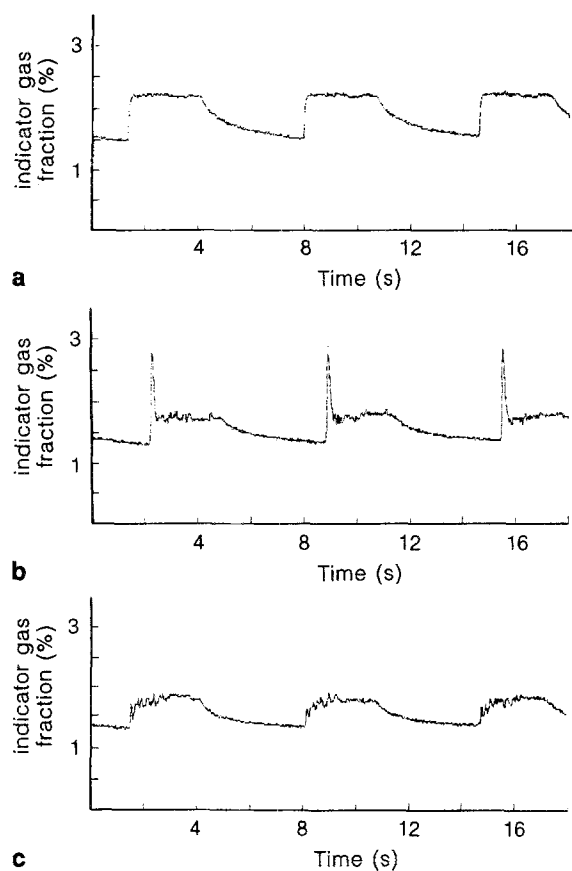 indicator gas
fraction (%)
3
1
4 8 12 16
Time (s)
a
indicator gas
fraction (%)
3
1
4 8 12 16
Time (s)
b
indicator gas
fraction (%)
3
1
4 8 12 16
Time (s)
c